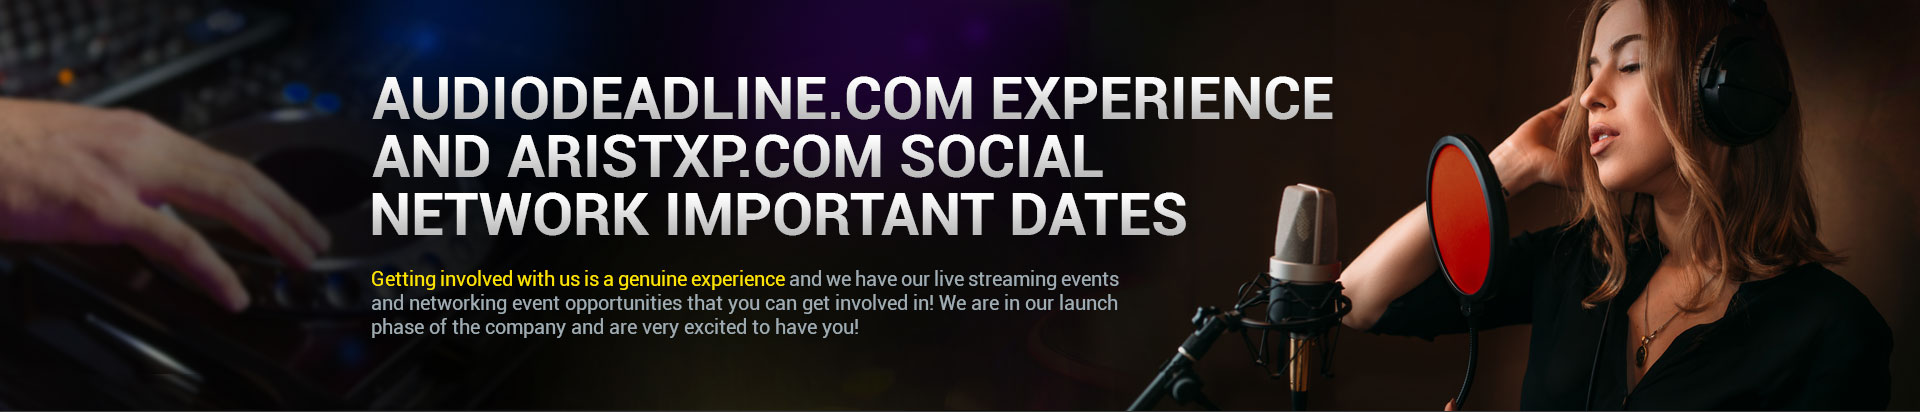 AUDIODEADLINE.COM EXPERIENCE
AND ARISTXP.COM SOCIAL
NETWORK IMPORTANT DATES
Getting involved with us is a genuine experience and we have our live streaming events
and networking event opportunities that you can get involved in! We are in our launch
phase of the company and are very excited to have you!